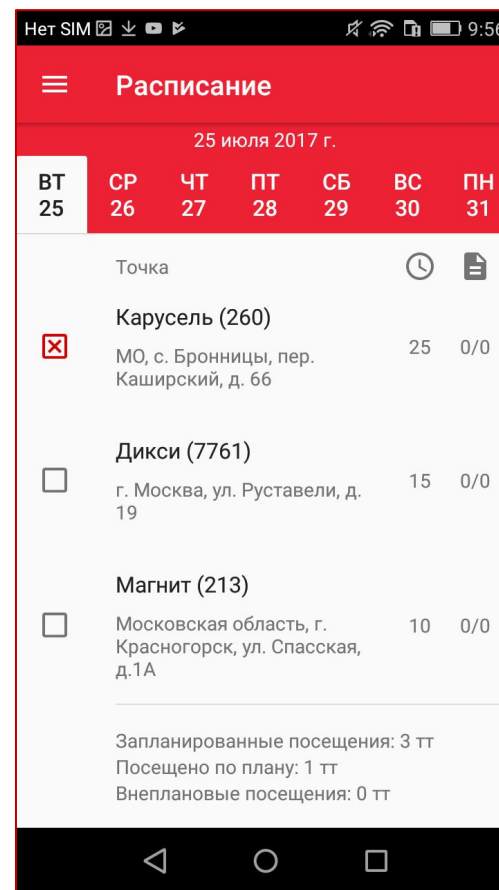 Нет SIM 9:56
Расписание
25 июля 2017 г.
ВТ СР ЧТ ПТ СБ ВС ПН
25 26 27 28 29 30 31
Точка
Карусель (260)
МО, с. Бронницы, пер. 25 0/0
Каширский, д. 66
Дикси (7761)
г. Москва, ул. Руставели, д. 15 0/0
19
Магнит (213)
Московская область, г. 10 0/0
Красногорск, ул. Спасская,
д.1А
Запланированные посещения: 3 тт
Посещено по плану: 1 тт
Внеплановые посещения: 0 тт